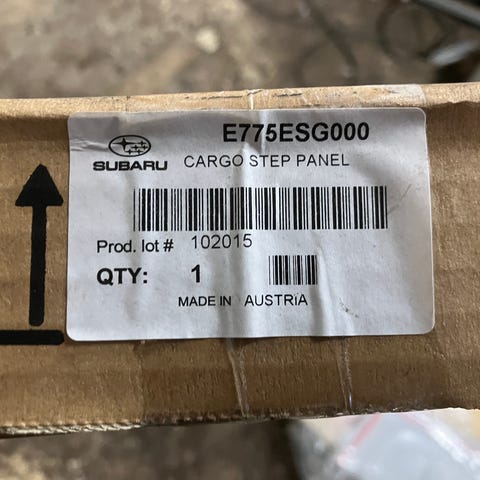 E775ESG000
SUBARU CARGO STEP PANEL
Prod. lot # 102015
QTY: 1
MADE IN AUSTRiA